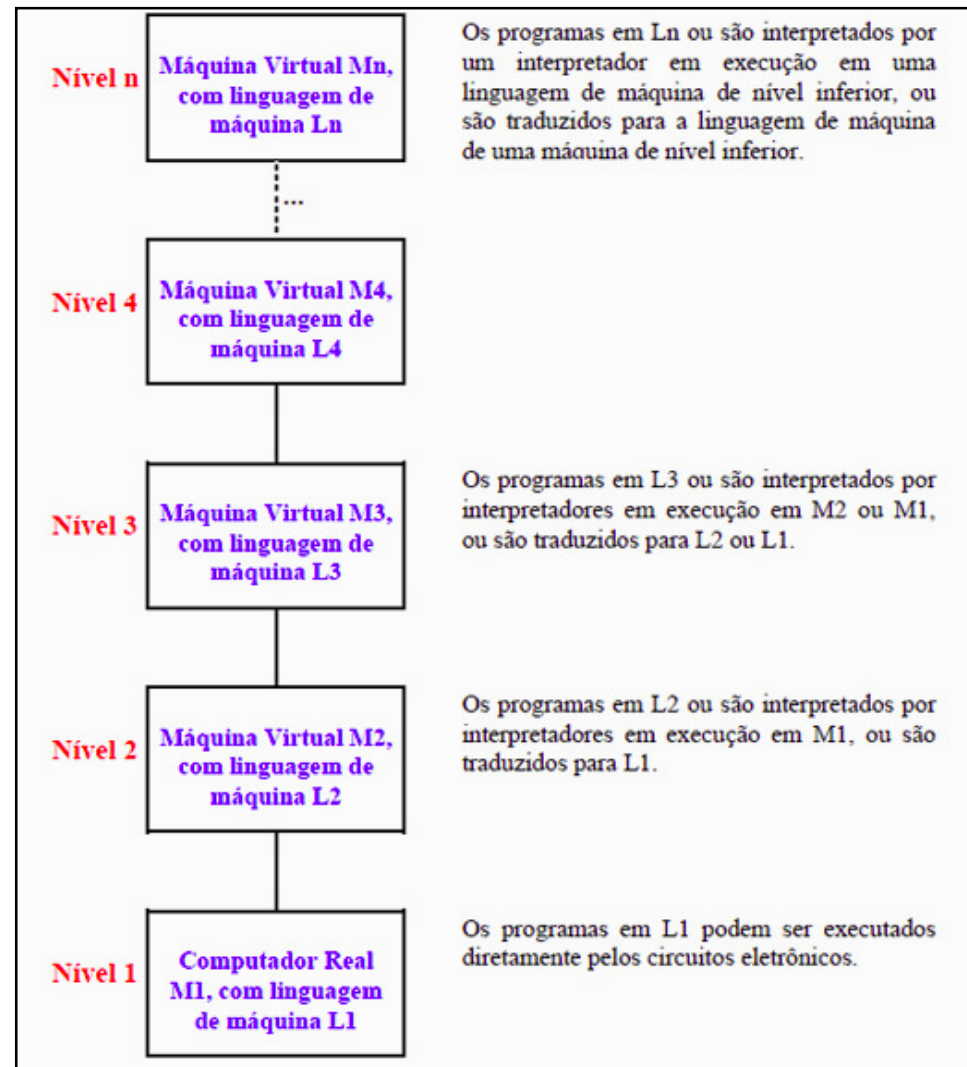 Nível n
Máquina Virtual Mn,
com linguagem de
máquina Ln
Os programas em Ln ou são interpretados por
um interpretador em execução em uma
linguagem de máquina de nível inferior, ou
são traduzidos para a linguagem de máquina
de uma máquina de nível inferior.
...
Nível 4
Máquina Virtual M4,
com linguagem de
máquina L4
Nível 3
Máquina Virtual M3,
com linguagem de
máquina L3
Os programas em L3 ou são interpretados por
interpretadores em execução em M2 ou M1,
ou são traduzidos para L2 ou L1.
Nível 2
Máquina Virtual M2,
com linguagem de
máquina L2
Os programas em L2 ou são interpretados por
interpretadores em execução em M1, ou são
traduzidos para L1.
Nível 1
Computador Real
M1, com linguagem
de máquina L1
Os programas em L1 podem ser executados
diretamente pelos circuitos eletrônicos.